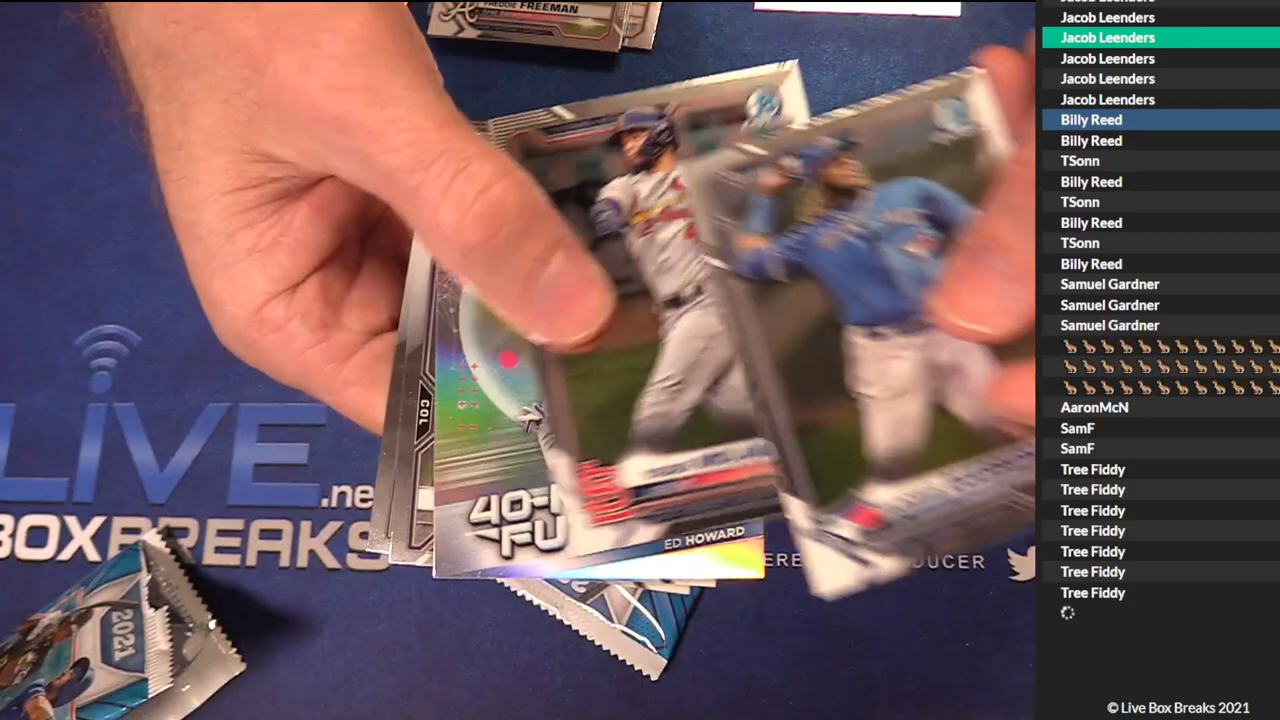 FREDDIE FREEMAN
COL
40-
FU
ED HOWARD
LIVE.ne
BOXBREAKS
DUCER
2021
Jacob Leenders
Jacob Leenders
Jacob Leenders
Jacob Leenders
Jacob Leenders
Billy Reed
Billy Reed
TSonn
Billy Reed
TSonn
Billy Reed
TSonn
Billy Reed
Samuel Gardner
Samuel Gardner
Samuel Gardner
AaronMcN
SamF
SamF
Tree Fiddy
Tree Fiddy
Tree Fiddy
Tree Fiddy
Tree Fiddy
Tree Fiddy
Tree Fiddy
© Live Box Breaks 2021